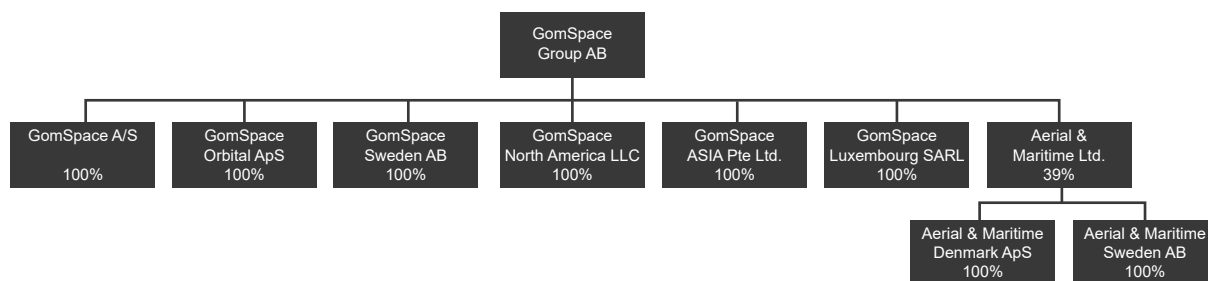 GomSpace
Group AB
GomSpace A/S
100%
GomSpace
Orbital ApS
100%
GomSpace
Sweden AB
100%
GomSpace
North America LLC
100%
GomSpace
ASIA Pte Ltd.
100%
GomSpace
Luxembourg SARL
100%
Aerial &
Maritime Ltd.
39%
Aerial & Maritime
Denmark ApS
100%
Aerial & Maritime
Sweden AB
100%